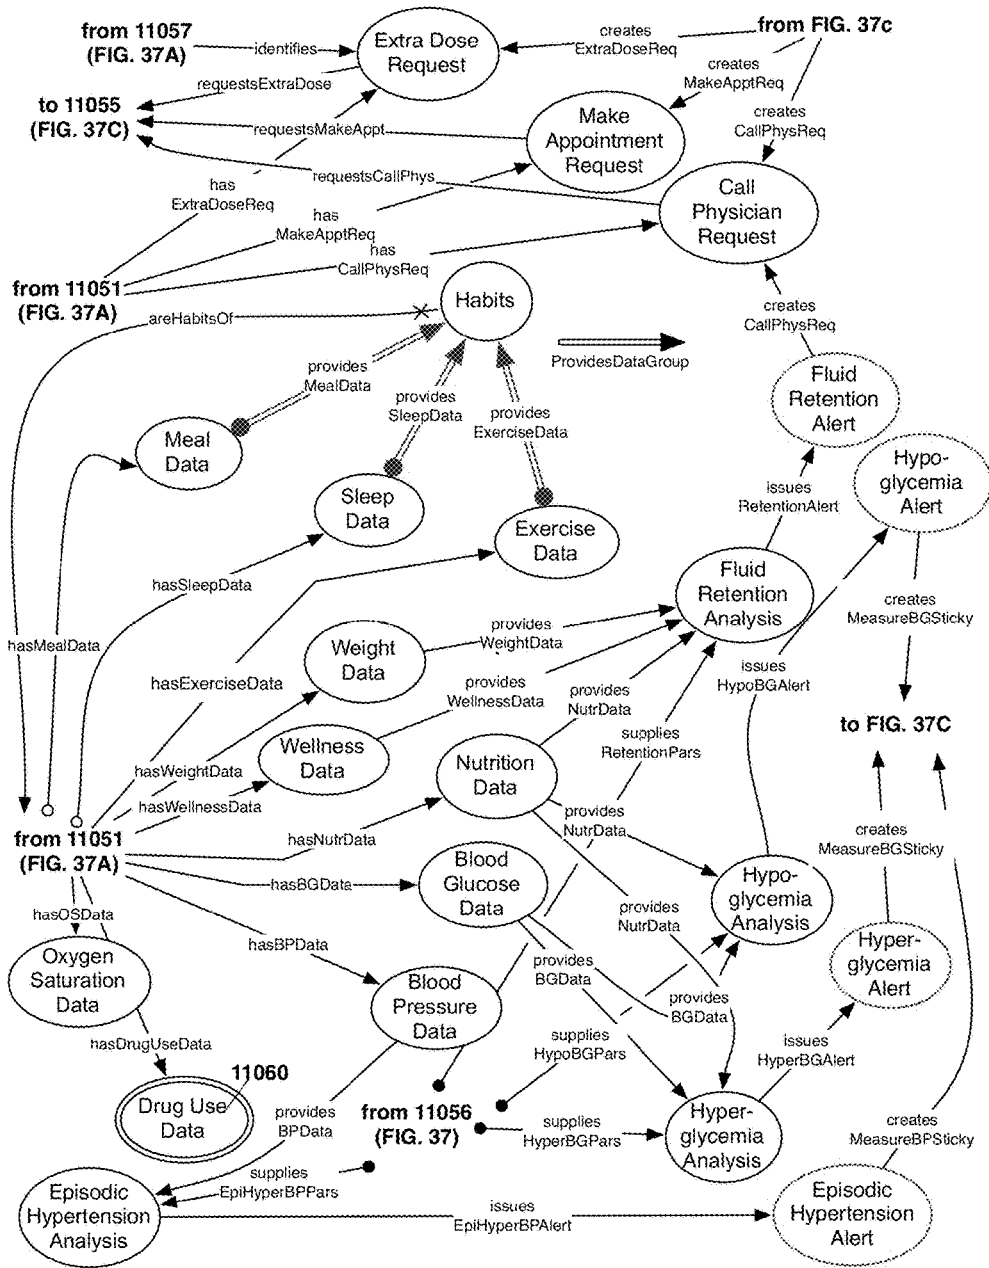 from 11057
(FIG. 37A)
identifies
Extra Dose
Request
creates
ExtraDoseReq
from FIG. 37c
requestsExtraDose
creates
MakeApptReq
to 11055
(FIG. 37C)
requestsMakeAppt
Make
Appointment
Request
creates
CallPhysReq
requestsCallPhys
has
ExtraDoseReq
Call
Physician
Request
has
MakeApptReq
has
CallPhysReq
from 11051
(FIG. 37A)
Habits
areHabitsOf
creates
CallPhysReq
ProvidesDataGroup
provides
MealData
provides
SleepData
provides
ExerciseData
Fluid
Retention
Alert
Meal
Data
Hypo-
glycemia
Alert
Sleep
Data
issues
RetentionAlert
Exercise
Data
hasSleepData
Fluid
Retention
Analysis
creates
MeasureBGSticky
hasMealData
Weight
Data
provides
WeightData
hasExerciseData
provides
WellnessData
provides
NutrData
issues
HypoBGAlert
supplies
RetentionPars
to FIG. 37C
Wellness
Data
hasWeightData
Nutrition
Data
hasWellnessData
from 11051
(FIG. 37A)
hasNutrData
provides
NutrData
creates
MeasureBGSticky
hasBGData
Blood
Glucose
Data
Hypo-
glycemia
Analysis
hasOSData
hasBPData
provides
NutrData
Oxygen
Saturation
Data
provides
BGData
Hyper-
glycemia
Alert
Blood
Pressure
Data
provides
BGData
hasDrugUseData
supplies
HypoBGPars
issues
HyperBGAlert
11060
Drug Use
Data
provides
BPData
from 11056
(FIG. 37)
supplies
HyperBGPars
Hyper-
glycemia
Analysis
creates
MeasureBPSticky
supplies
EpiHyperBPPars
Episodic
Hypertension
Analysis
issues
EpiHyperBPAlert
Episodic
Hypertension
Alert